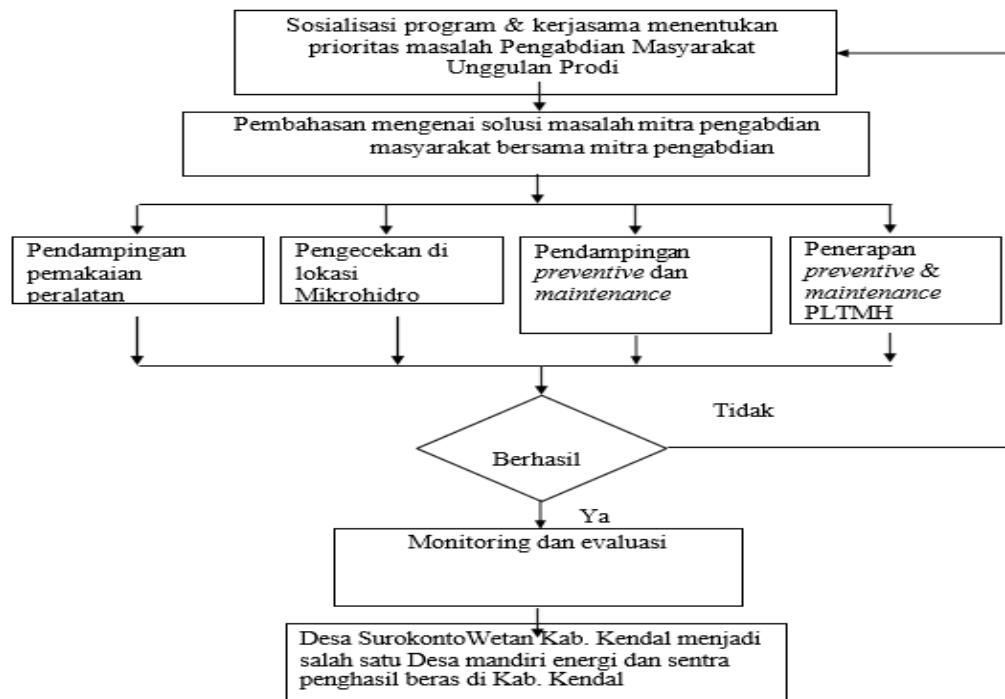 Sosialisasi program & kerjasama menentukan
prioritas masalah Pengabdian Masyarakat
Unggulan Prodi
Pembahasan mengenai solusi masalah mitra pengabdian
masyarakat bersama mitra pengabdian
Pendampingan
pemakaian
peralatan
Pengecekan di
lokasi
Mikrohidro
Pendampingan
preventive dan
maintenance
Penerapan
preventive &
maintenance
PLTMH
Tidak
Berhasil
Ya
Monitoring dan evaluasi
Desa SurokontoWetan Kab. Kendal menjadi
salah satu Desa mandiri energi dan sentra
penghasil beras di Kab. Kendal